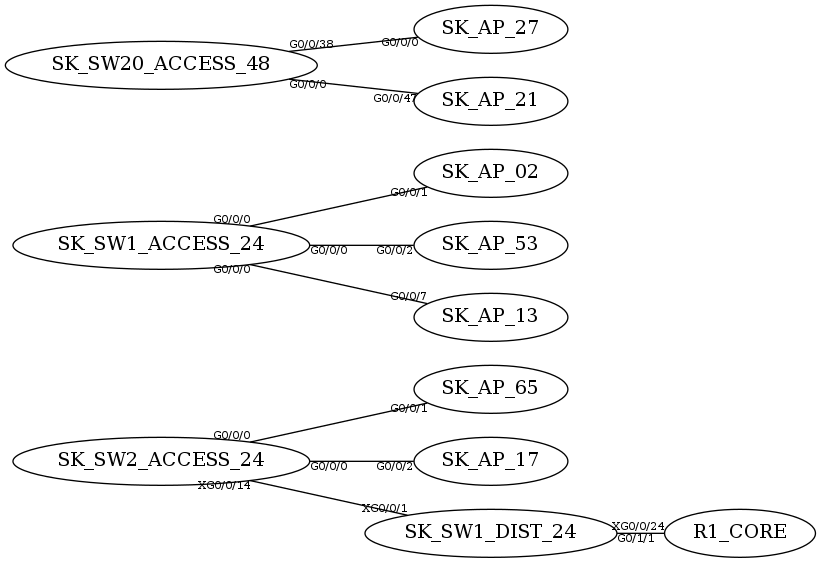 SK_SW20_ACCESS_48
G0/0/38
G0/0/0
SK_AP_27
G0/0/0
G0/0/47
SK_AP_21
SK_SW1_ACCESS_24
G0/0/0
G0/0/1
SK_AP_02
G0/0/0
G0/0/2
SK_AP_53
G0/0/0
G0/0/7
SK_AP_13
SK_SW2_ACCESS_24
G0/0/0
G0/0/1
SK_AP_65
G0/0/0
G0/0/2
SK_AP_17
XG0/0/14
XG0/0/1
SK_SW1_DIST_24
XG0/0/24
G0/1/1
R1_CORE